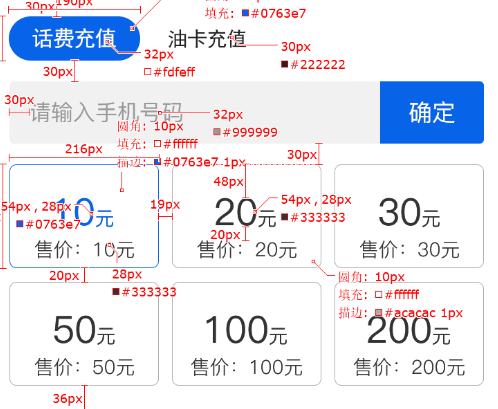 30px 190px
圆角: 30px
填充: #0763e7
话费充值 油卡充值
32px
#fdfeff
30px
#222222
30px
30px
请输入手机号码
确定
32px
#999999
圆角: 10px
填充: #ffffff
描边: #0763e7 1px
216px
30px
48px
54px,28px
#0763e7
10元
售价：10元
19px
20元
售价：20元
54px,28px
#333333
20px
30元
售价：30元
20px
28px
#333333
圆角: 10px
填充: #ffffff
描边: #acacac 1px
50元
售价：50元
100元
售价：100元
200元
售价：200元
36px